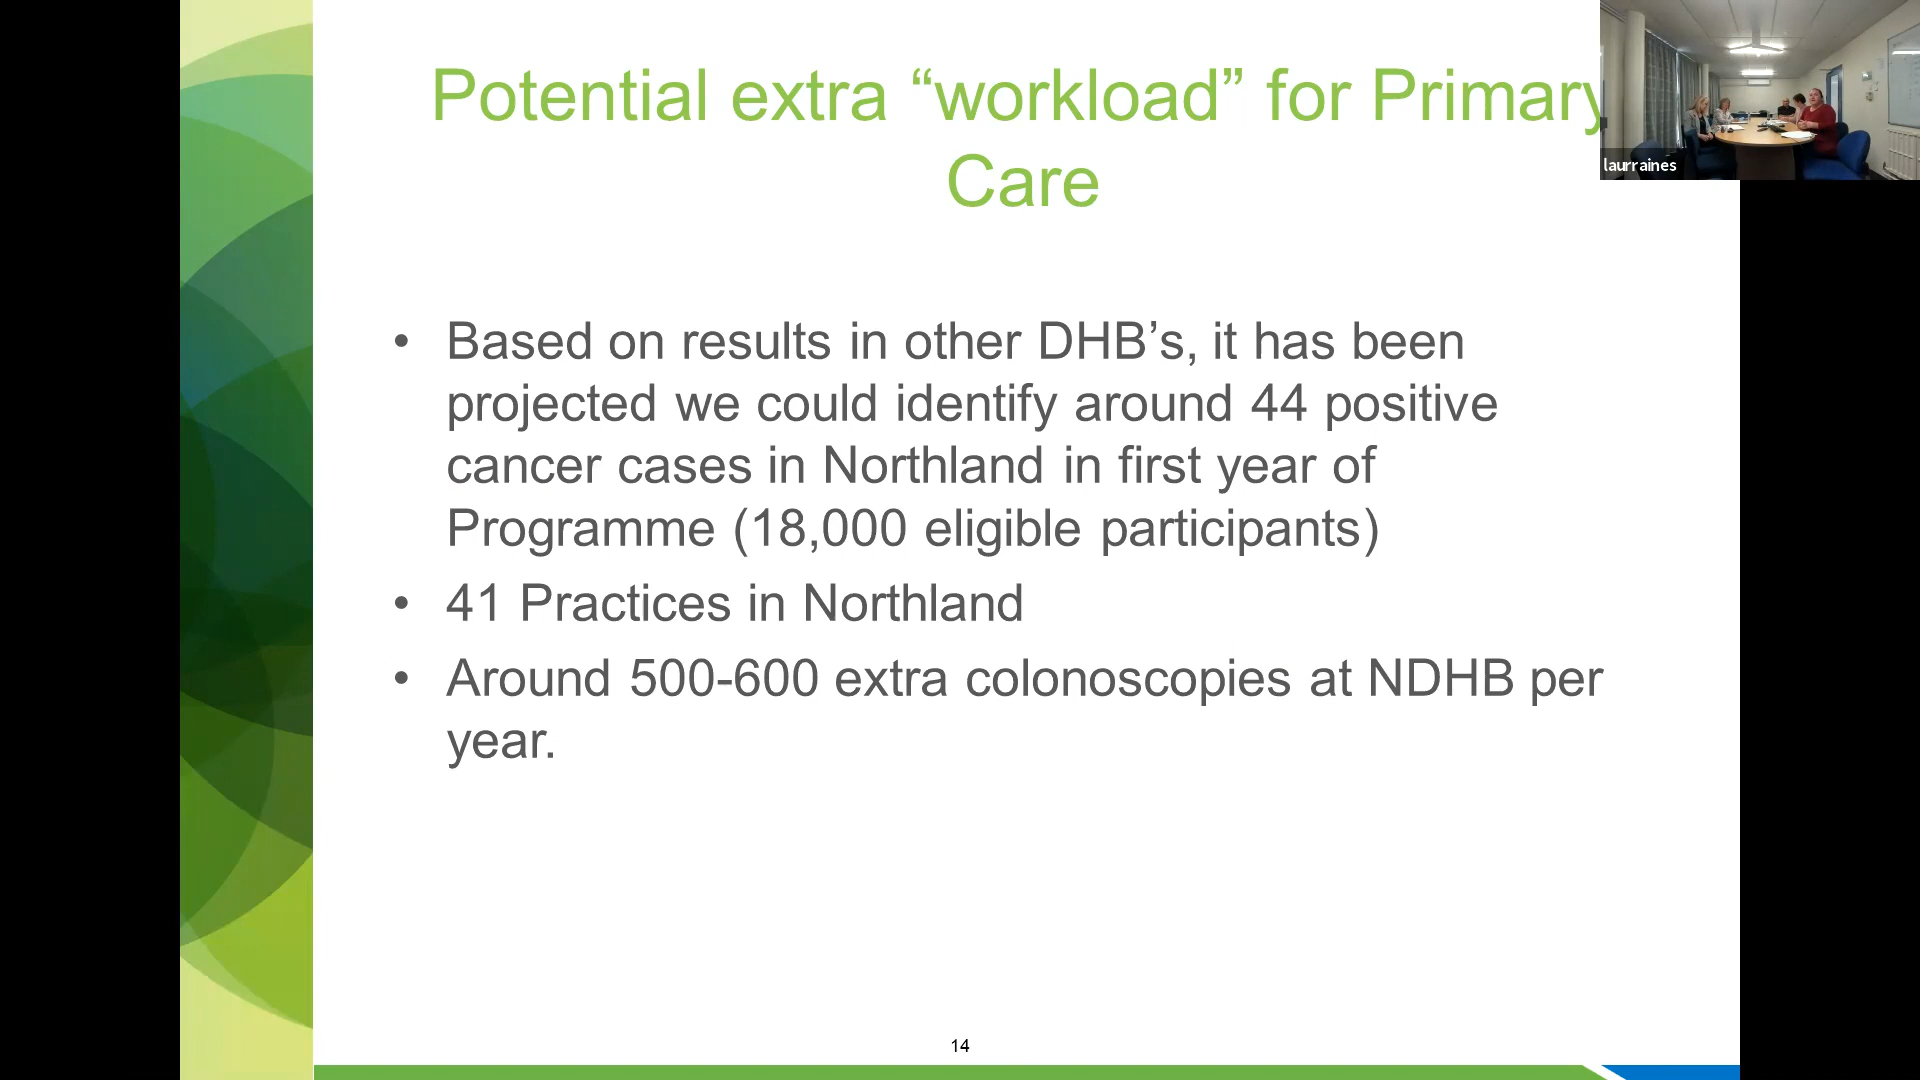 Potential extra “workload” for Primary
Care
laurraines
• Based on results in other DHB’s, it has been
projected we could identify around 44 positive
cancer cases in Northland in first year of
Programme (18,000 eligible participants)
• 41 Practices in Northland
• Around 500-600 extra colonoscopies at NDHB per
year.
14